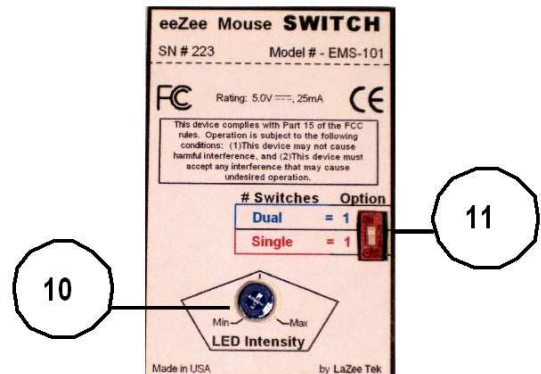 eeZee Mouse SWITCH
SN # 223 Model # - EMS-101
FC Rating: 5.0V, 25mA CE
This device complies with Part 15 of the FCC
rules. Operation is subject to the following
conditions: (1)This device may not cause
harmful interference, and (2)This device must
accept any interference that may cause
undesired operation.
# Switches Option
Dual = 1
Single = 1
11
10
Min Max
LED Intensity
Made in USA by LaZee Tek